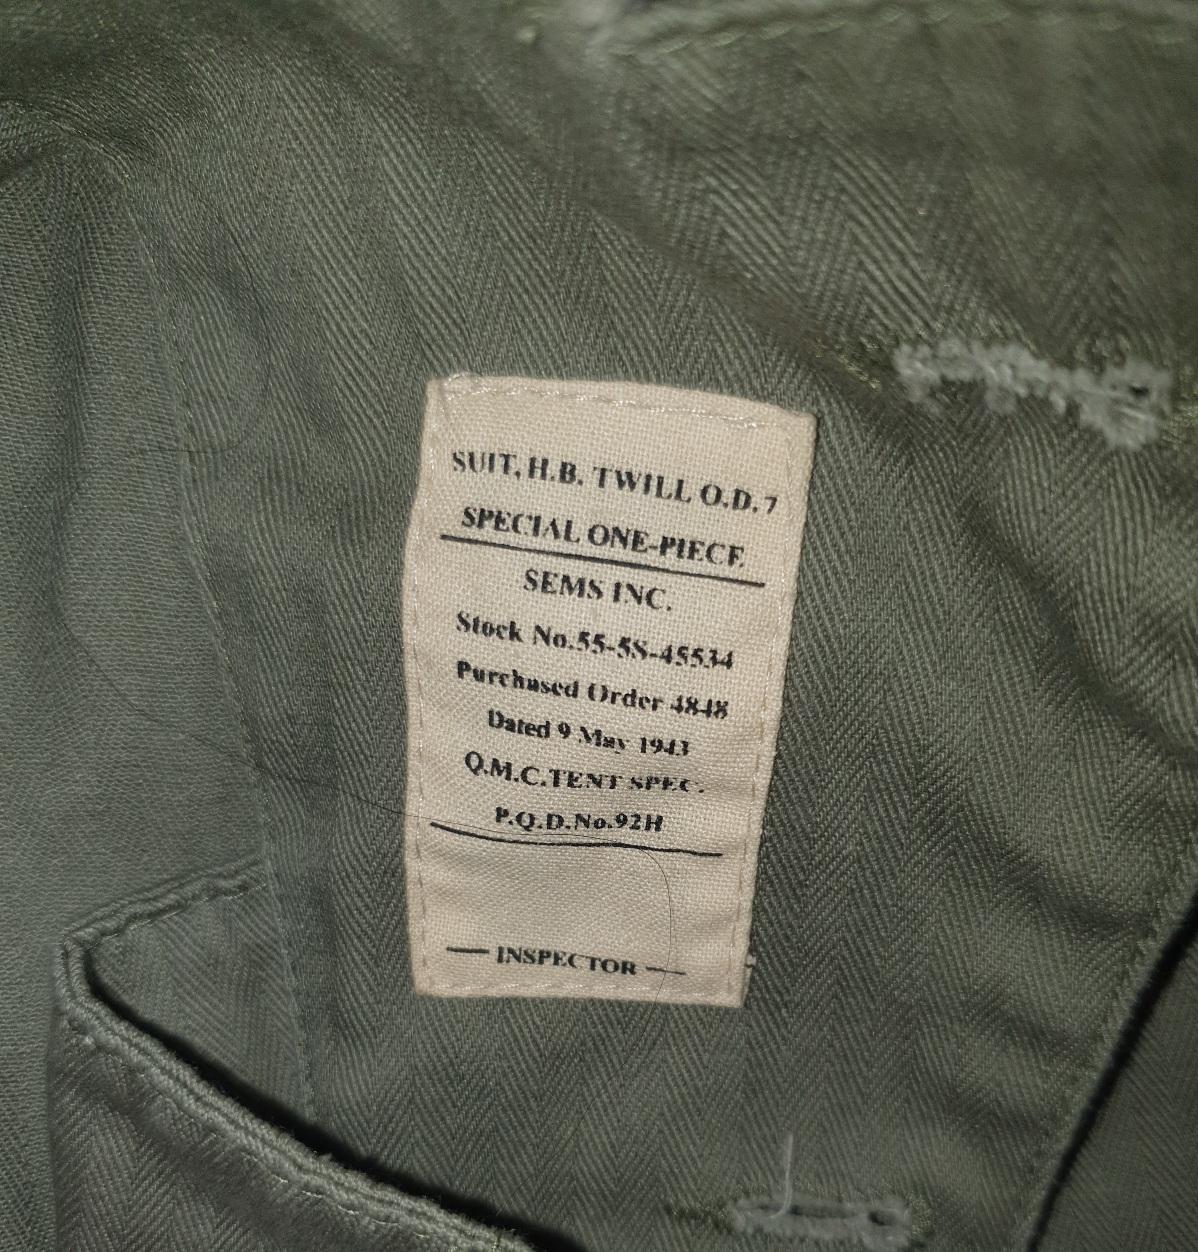 SUIT, H.B. TWILL O.D. 7
SPECIAL ONE-PIECE
SEMS INC.
Stock No.55-5S-45534
Purchased Order 4848
Dated 9 May 1943
Q.M.C.TENT SPEC.
P.Q.D.No.92H
— INSPECTOR —